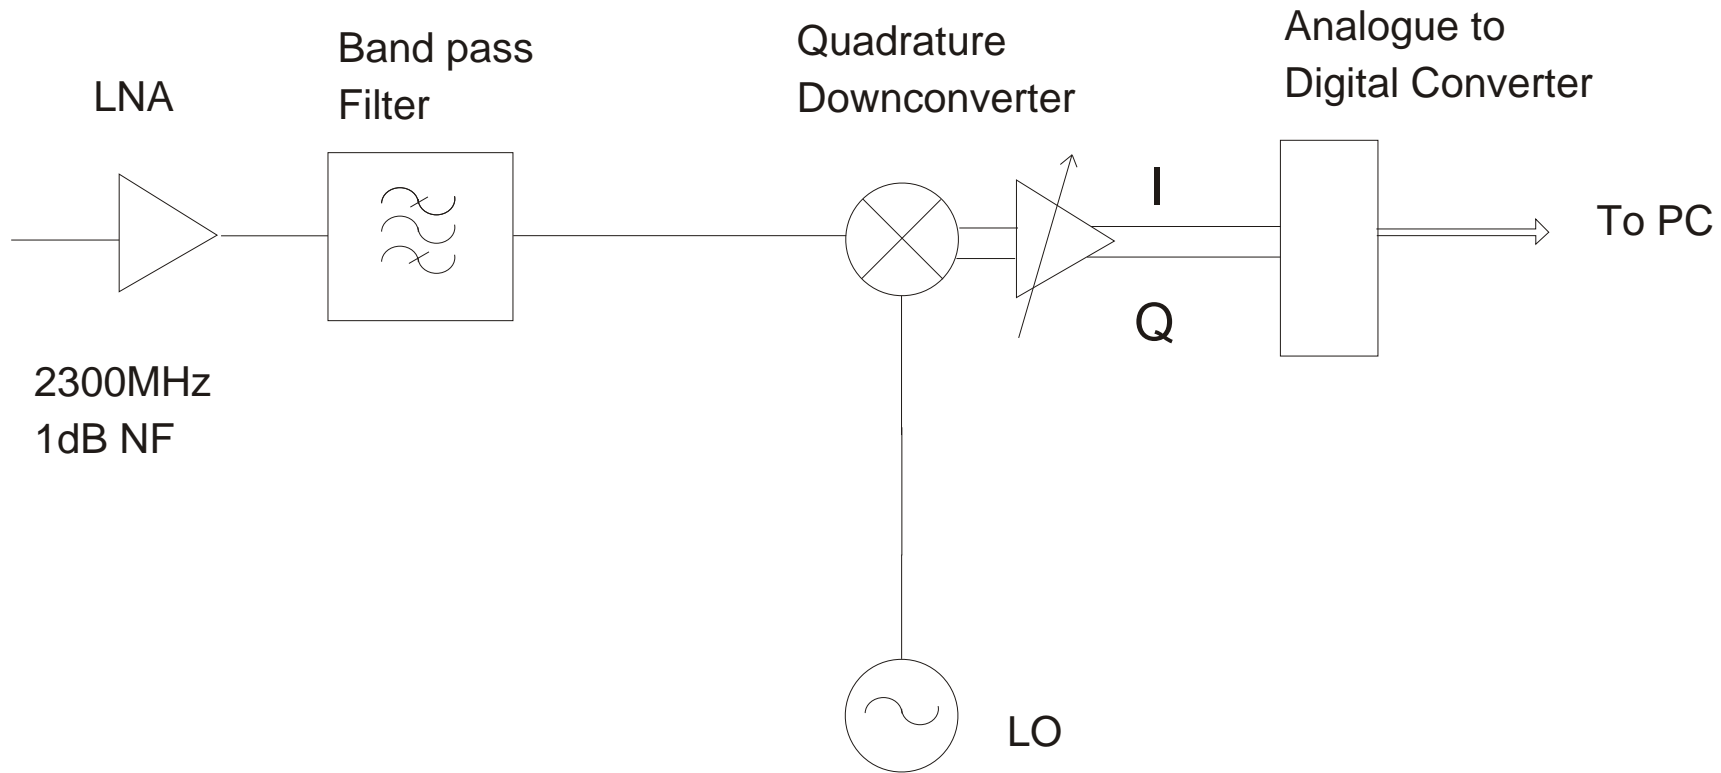 LNA
Band pass
Filter
Quadrature
Downconverter
Analogue to
Digital Converter
I
Q
To PC
2300MHz
1dB NF
LO